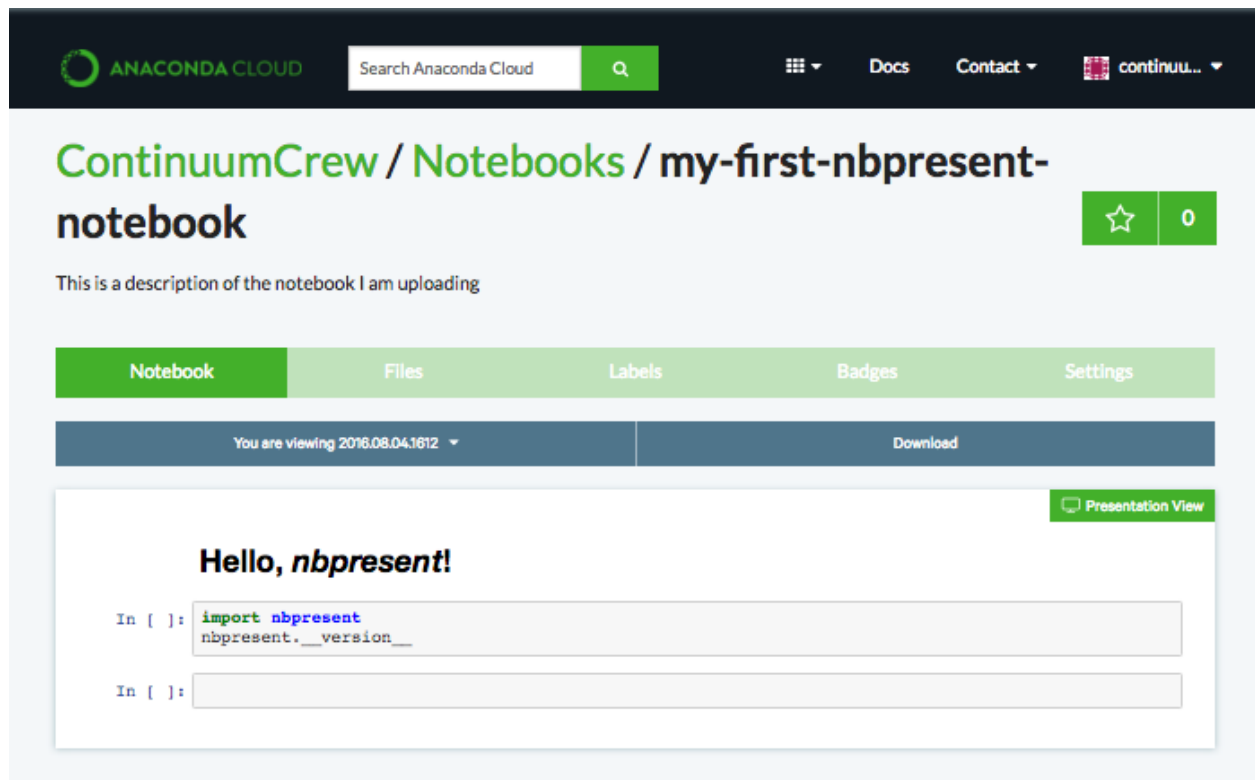 ANACONDA CLOUD Search Anaconda Cloud Docs Contact continuu...
ContinuumCrew / Notebooks / my-first-nbpresent-
notebook
0
This is a description of the notebook I am uploading
Notebook Files Labels Badges Settings
You are viewing 2016.08.04.1612 Download
Presentation View
Hello, nbpresent!
In [ ]: import nbpresent
nbpresent.__version__
In [ ]: